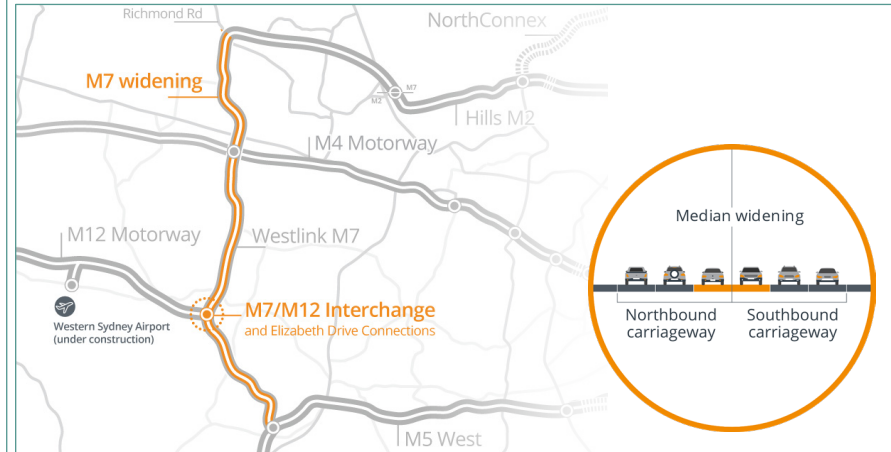 Richmond Rd
NorthConnex
M7 widening
M7
M2
Hills M2
M4 Motorway
M12 Motorway
Westlink M7
Western Sydney Airport
(under construction)
M7/M12 Interchange
and Elizabeth Drive Connections
M5 West
Median widening
Northbound
carriageway
Southbound
carriageway